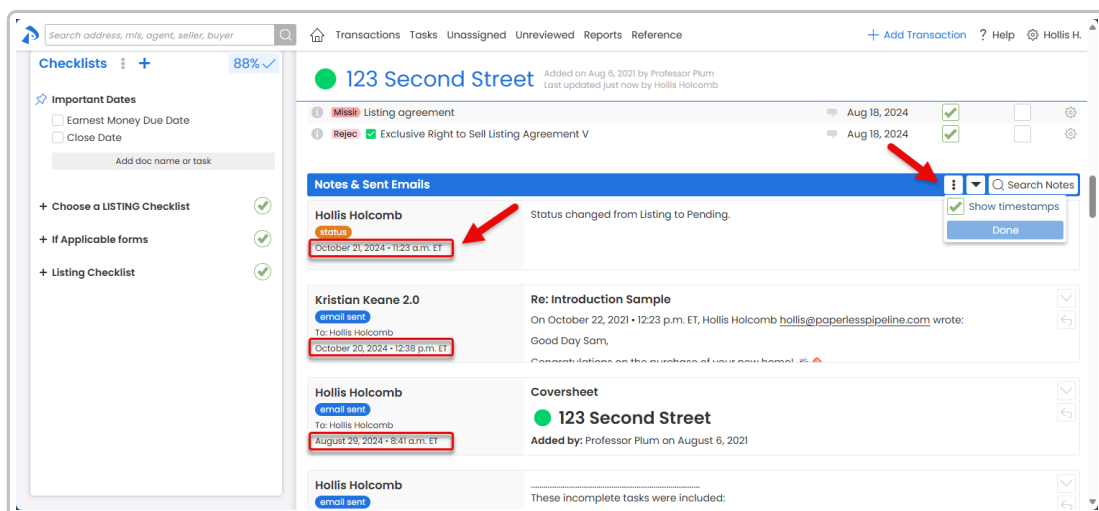 Search address, mls, agent, seller, buyer
Transactions Tasks Unassigned Unreviewed Reports Reference
+ Add Transaction ? Help Hollis H.
Checklists + 88%
Important Dates
Earnest Money Due Date
Close Date
Add doc name or task
+ Choose a LISTING Checklist
+ If Applicable forms
+ Listing Checklist
123 Second Street
Added on Aug 6, 2021 by Professor Plum
Last updated just now by Hollis Holcomb
Missin Listing agreement Aug 18, 2024
Rejec Exclusive Right to Sell Listing Agreement V Aug 18, 2024
Notes & Sent Emails
Search Notes
Show timestamps
Done
Hollis Holcomb
status
October 21, 2024 • 11:23 a.m. ET
Status changed from Listing to Pending.
Kristian Keane 2.0
email sent
To: Hollis Holcomb
October 20, 2024 • 12:38 p.m. ET
Re: Introduction Sample
On October 22, 2021 • 12:23 p.m. ET, Hollis Holcomb hollis@paperlesspipeline.com wrote:
Good Day Sam,
Congratulations on the purchase of your new home!
Hollis Holcomb
email sent
To: Hollis Holcomb
August 29, 2024 • 8:41 a.m. ET
Coversheet
123 Second Street
Added by: Professor Plum on August 6, 2021
Hollis Holcomb
email sent
These incomplete tasks were included: